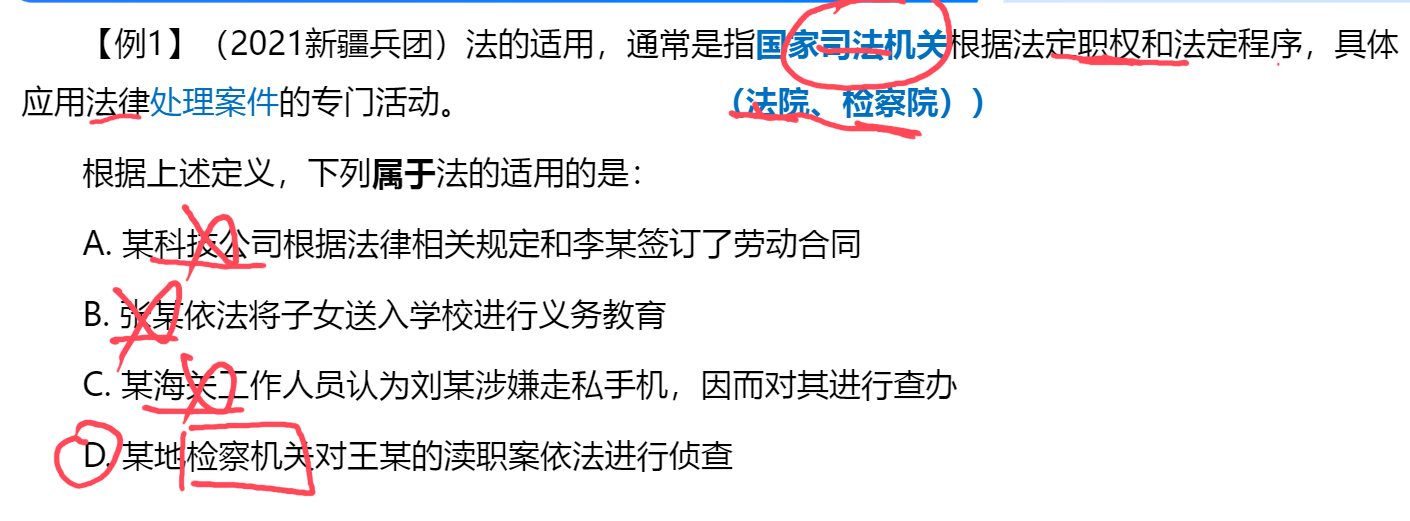 【例1】（2021新疆兵团）法的适用，通常是指国家司法机关根据法定职权和法定程序，具体
应用法律处理案件的专门活动。 （法院、检察院））
根据上述定义，下列属于法的适用的是：
A. 某科技公司根据法律相关规定和李某签订了劳动合同
B. 张某依法将子女送入学校进行义务教育
C. 某海关工作人员认为刘某涉嫌走私手机，因而对其进行查办
D. 某地检察机关对王某的渎职案依法进行侦查